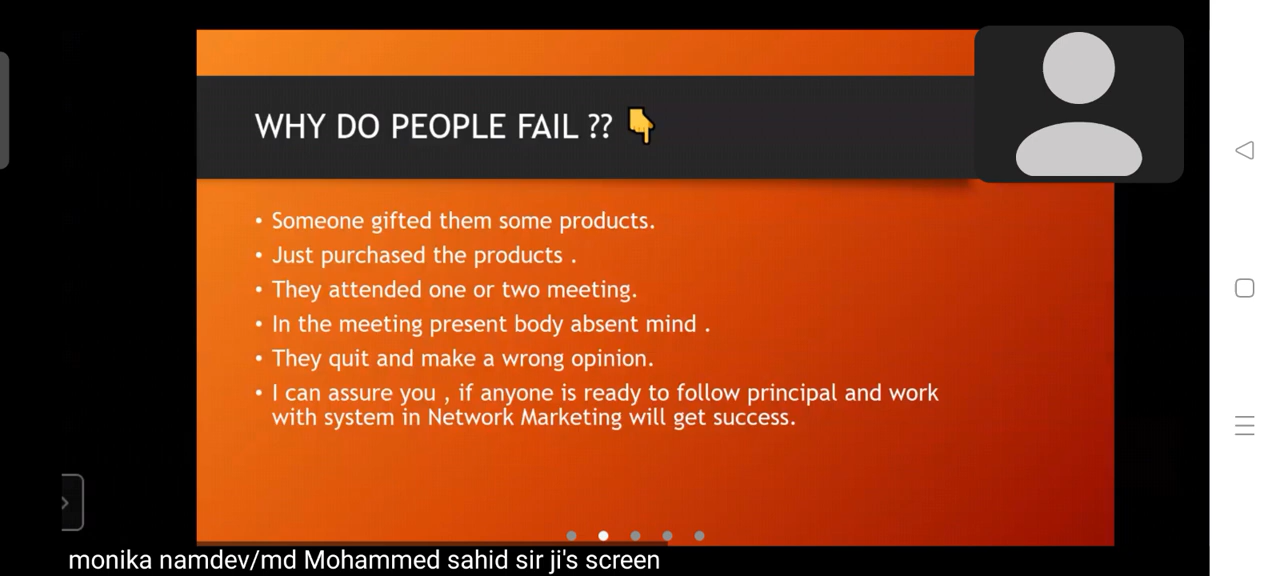 WHY DO PEOPLE FAIL ?? 👇
• Someone gifted them some products.
• Just purchased the products .
• They attended one or two meeting.
• In the meeting present body absent mind .
• They quit and make a wrong opinion.
• I can assure you , if anyone is ready to follow principal and work
with system in Network Marketing will get success.
monika namdev/md Mohammed sahid sir ji's screen